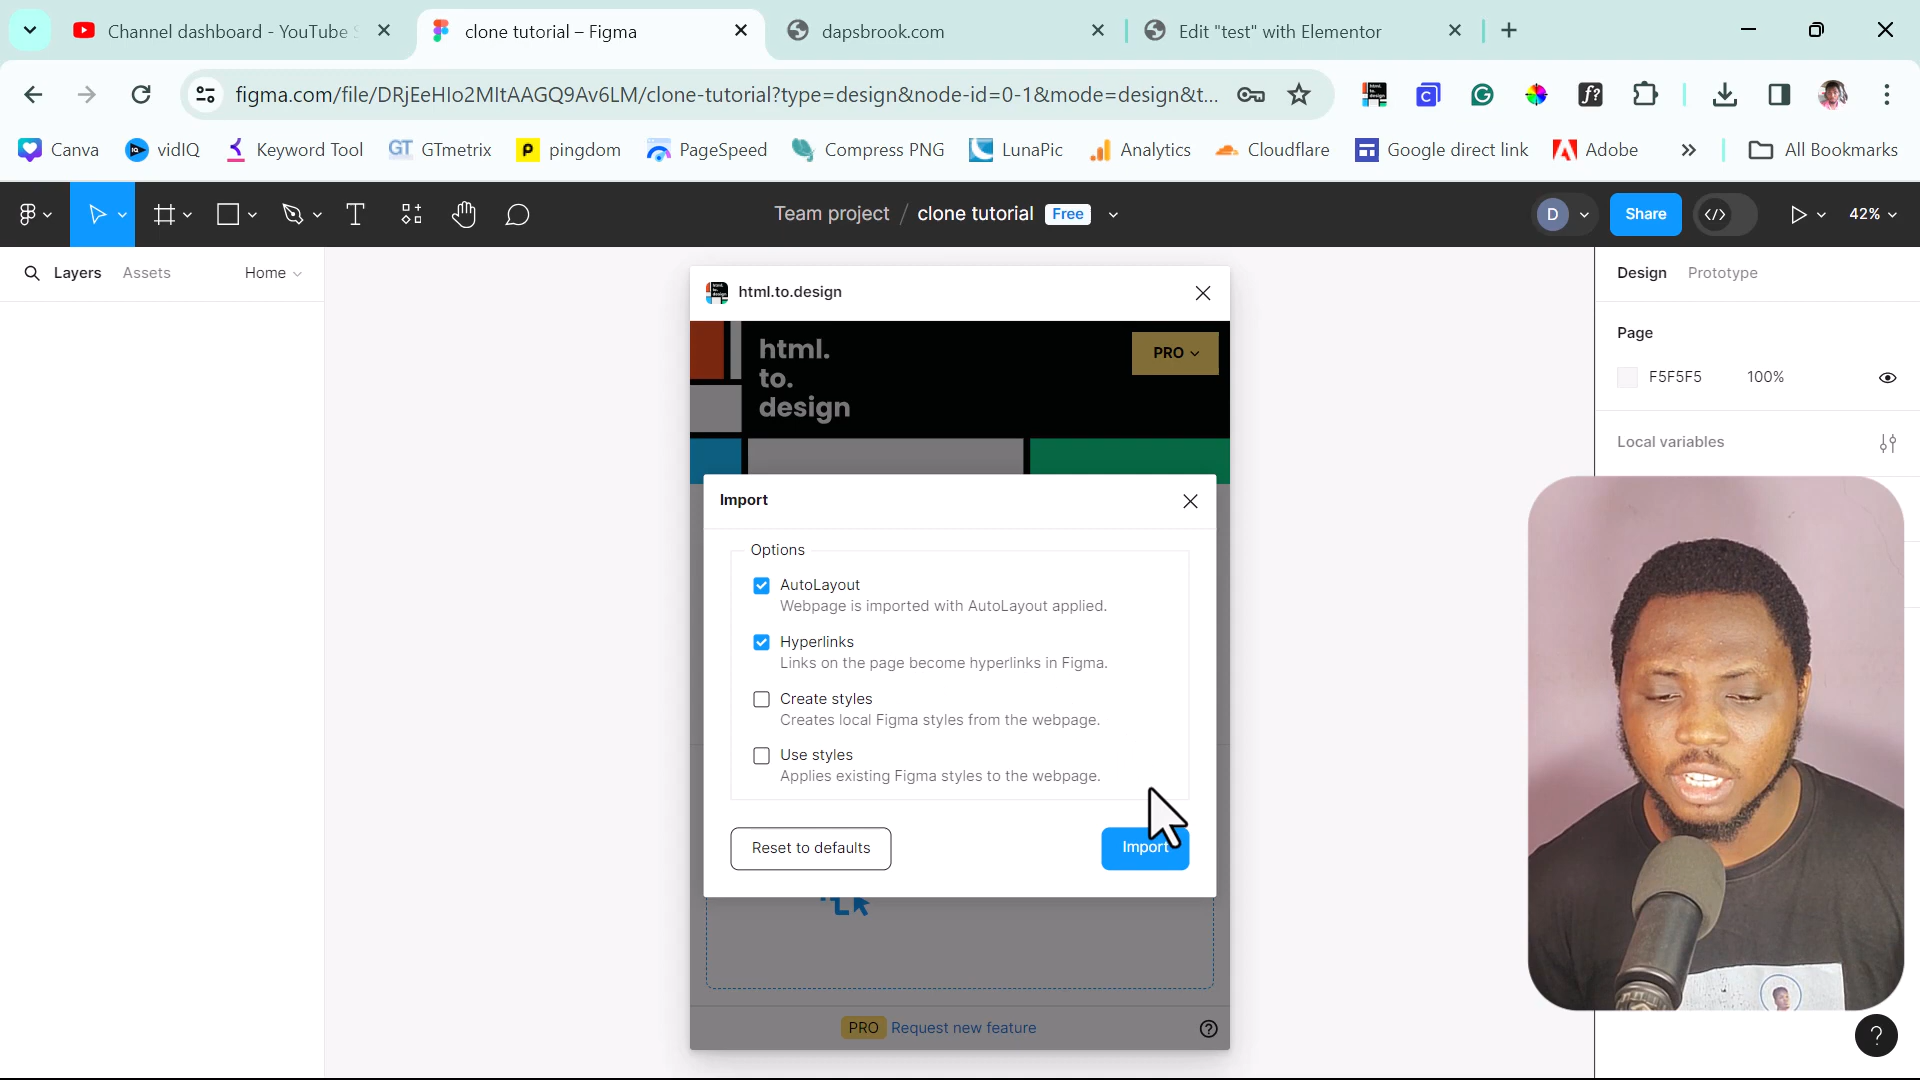 Channel dashboard - YouTube S
clone tutorial – Figma
dapsbrook.com
Edit "test" with Elementor
figma.com/file/DRjEeHIo2MItAAGQ9Av6LM/clone-tutorial?type=design&node-id=0-1&mode=design&t...
Canva
vidIQ
Keyword Tool
GT GTmetrix
pingdom
PageSpeed
Compress PNG
LunaPic
Analytics
Cloudflare
Google direct link
Adobe
All Bookmarks
Team project / clone tutorial Free
D
Share
42%
Layers
Assets
Home
Design
Prototype
html.to.design
Page
F5F5F5
100%
Local variables
html.
to.
design
PRO
Import
Options
AutoLayout
Webpage is imported with AutoLayout applied.
Hyperlinks
Links on the page become hyperlinks in Figma.
Create styles
Creates local Figma styles from the webpage.
Use styles
Applies existing Figma styles to the webpage.
Reset to defaults
Import
PRO Request new feature
?
?